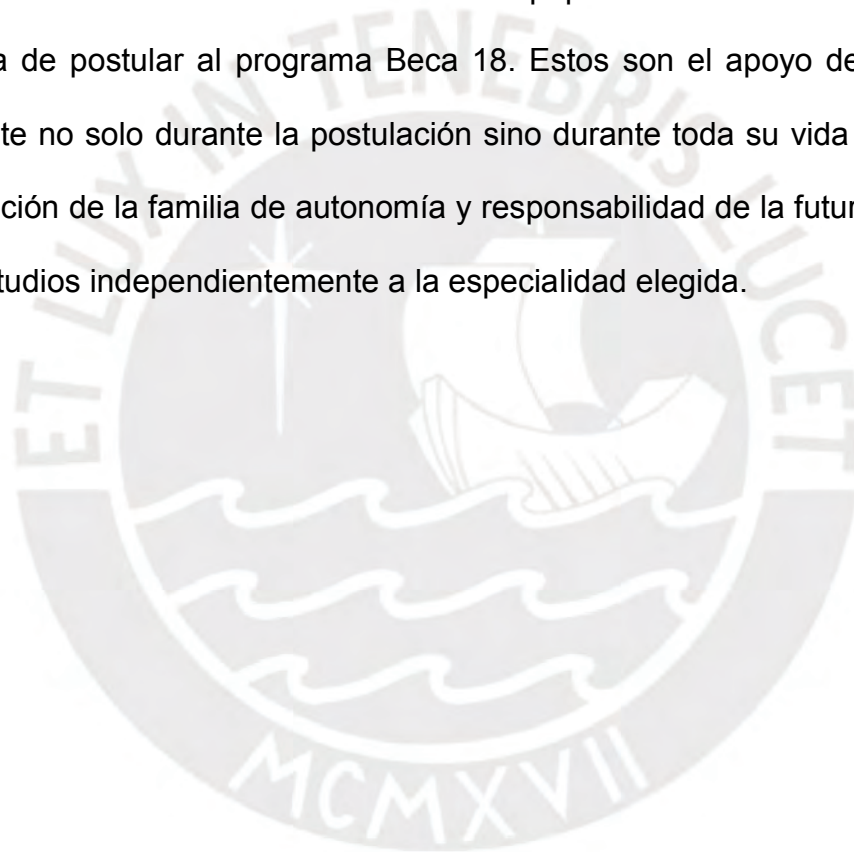 a de postular al programa Beca 18. Estos son el apoyo de
te no solo durante la postulación sino durante toda su vida
ción de la familia de autonomía y responsabilidad de la futur
tudios independientemente a la especialidad elegida.
ET LUX IN TENEBRIS LUCET
MCMXVII